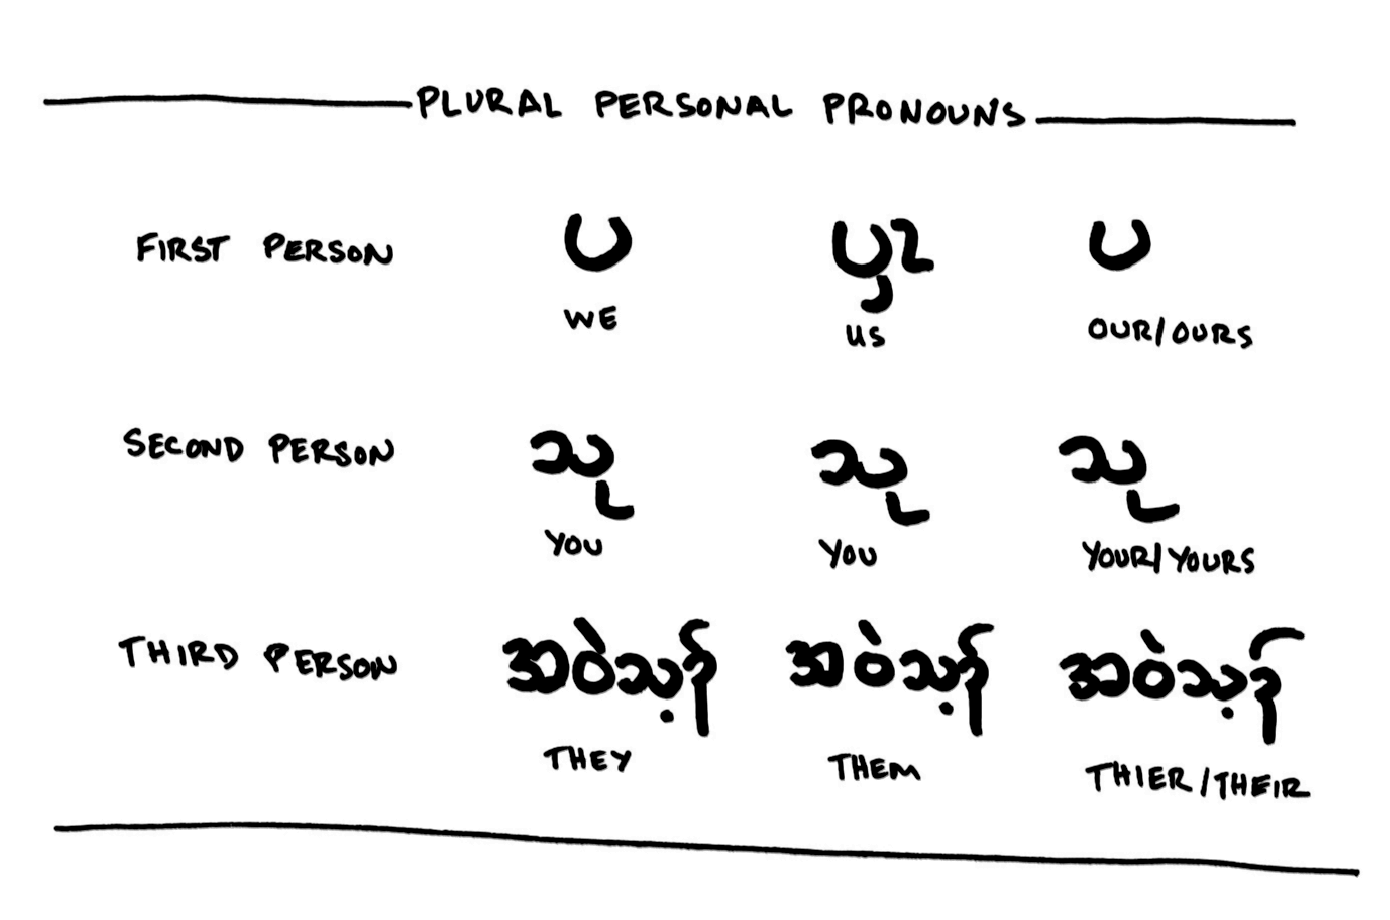 PLURAL PERSONAL PRONOUNS
FIRST PERSON ပ ပှၤ ပ
WE US OUR/OURS
SECOND PERSON သု သု သု
YOU YOU YOUR/YOURS
THIRD PERSON အဝဲသ့ၣ် အဝဲသ့ၣ် အဝဲသ့ၣ်
THEY THEM THIER/THEIR